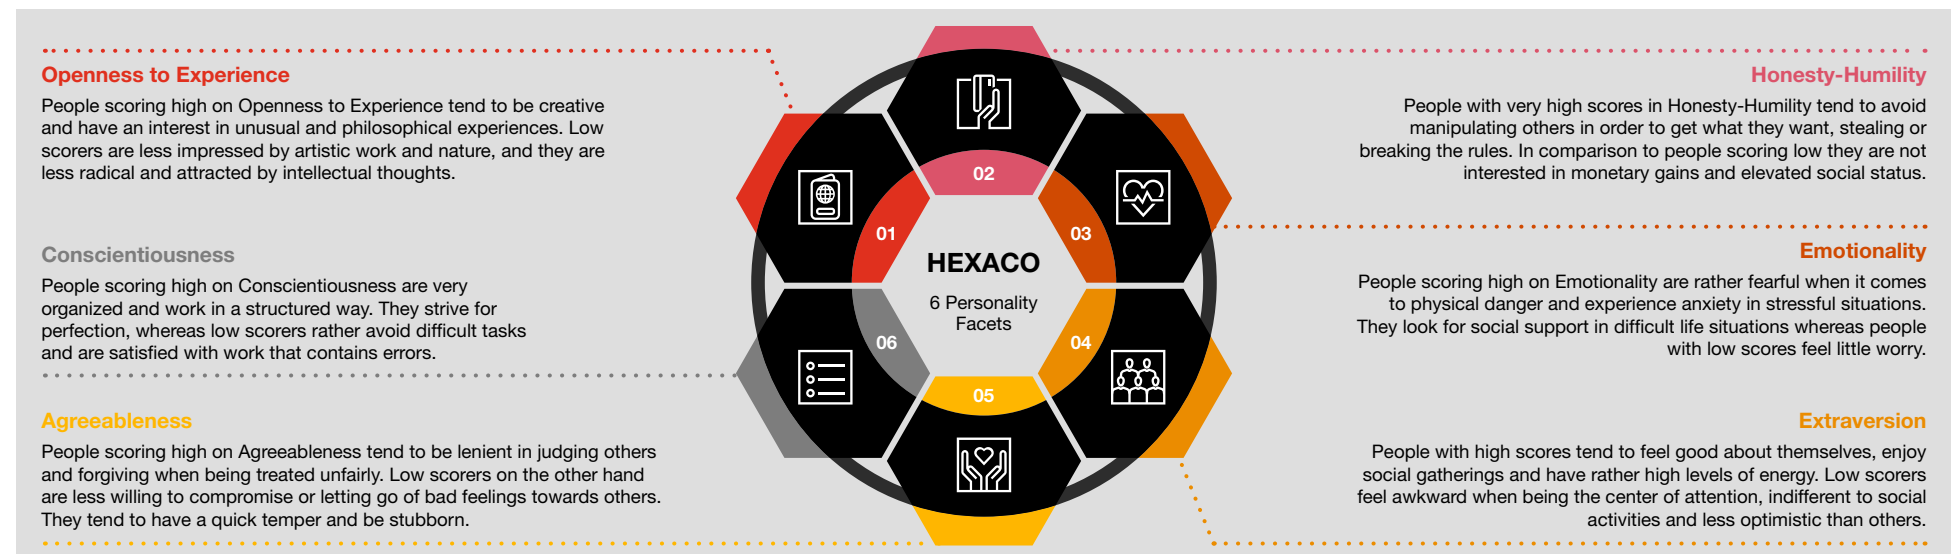 Openness to Experience
People scoring high on Openness to Experience tend to be creative
and have an interest in unusual and philosophical experiences. Low
scorers are less impressed by artistic work and nature, and they are
less radical and attracted by intellectual thoughts.
Conscientiousness
People scoring high on Conscientiousness are very
organized and work in a structured way. They strive for
perfection, whereas low scorers rather avoid difficult tasks
and are satisfied with work that contains errors.
Agreeableness
People scoring high on Agreeableness tend to be lenient in judging others
and forgiving when being treated unfairly. Low scorers on the other hand
are less willing to compromise or letting go of bad feelings towards others.
They tend to have a quick temper and be stubborn.
02
01
03
HEXACO
6 Personality
Facets
06
04
05
Honesty-Humility
People with very high scores in Honesty-Humility tend to avoid
manipulating others in order to get what they want, stealing or
breaking the rules. In comparison to people scoring low they are not
interested in monetary gains and elevated social status.
Emotionality
People scoring high on Emotionality are rather fearful when it comes
to physical danger and experience anxiety in stressful situations.
They look for social support in difficult life situations whereas people
with low scores feel little worry.
Extraversion
People with high scores tend to feel good about themselves, enjoy
social gatherings and have rather high levels of energy. Low scorers
feel awkward when being the center of attention, indifferent to social
activities and less optimistic than others.